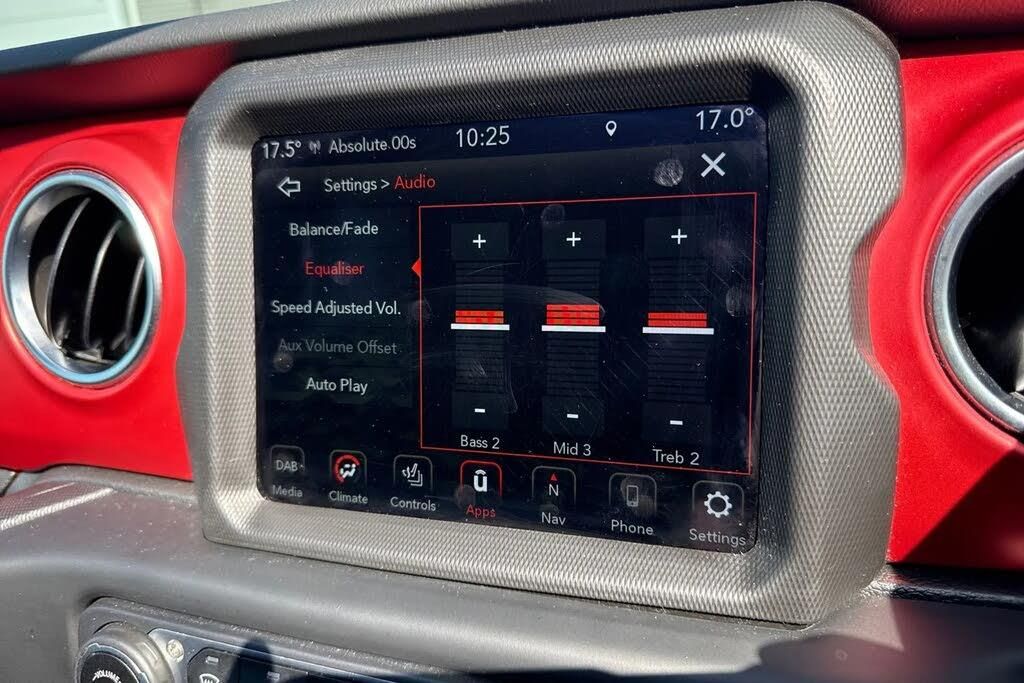 17.5° Absolute 00s 10:25 17.0°
Settings > Audio
Balance/Fade
Equaliser
Speed Adjusted Vol.
Aux Volume Offset
Auto Play
+ + +
- - -
Bass 2 Mid 3 Treb 2
DAB N
Media Climate Controls Apps Nav Phone Settings
VOLUME